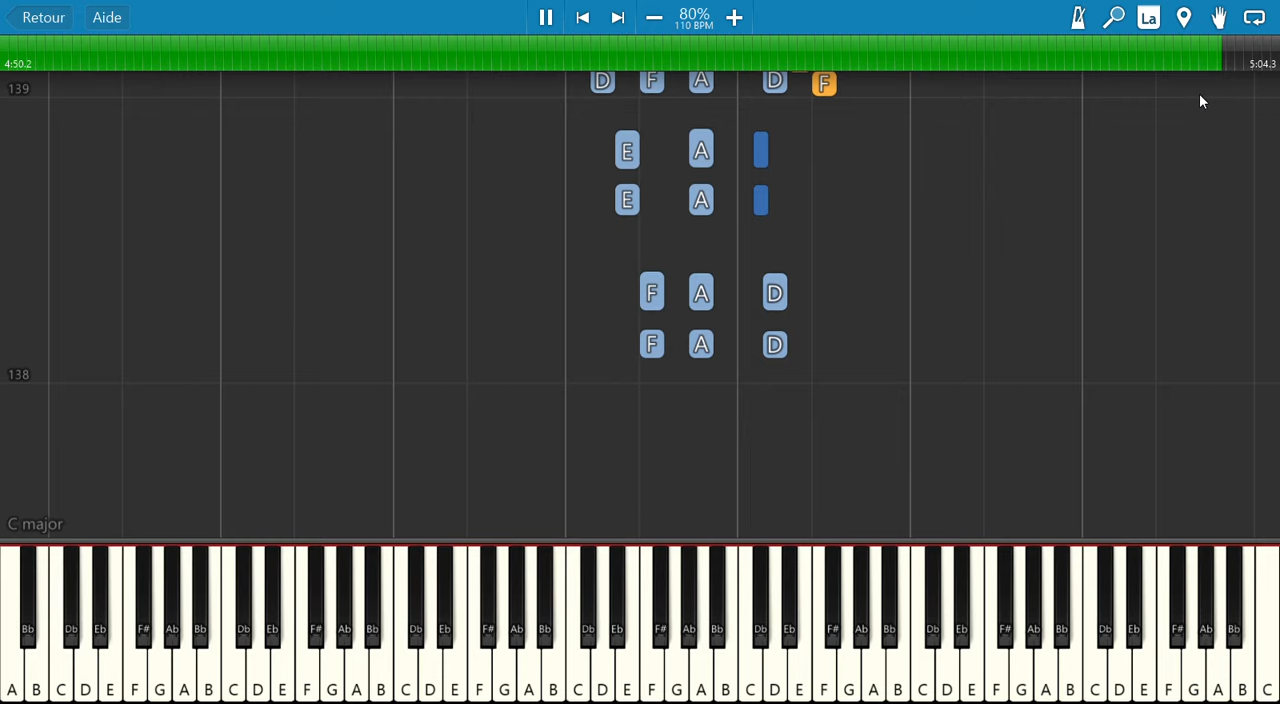 Retour Aide 80% La
110 BPM
4:50.2 5:04.3
D F A D F
139
E A
E A
F A D
F A D
138
C major
Bb Db Eb F# Ab Bb Db Eb F# Ab Bb Db Eb F# Ab Bb Db Eb F# Ab Bb Db Eb F# Ab Bb Db Eb F# Ab Bb Db Eb F# Ab Bb
A B C D E F G A B C D E F G A B C D E F G A B C D E F G A B C D E F G A B C D E F G A B C D E F G A B C